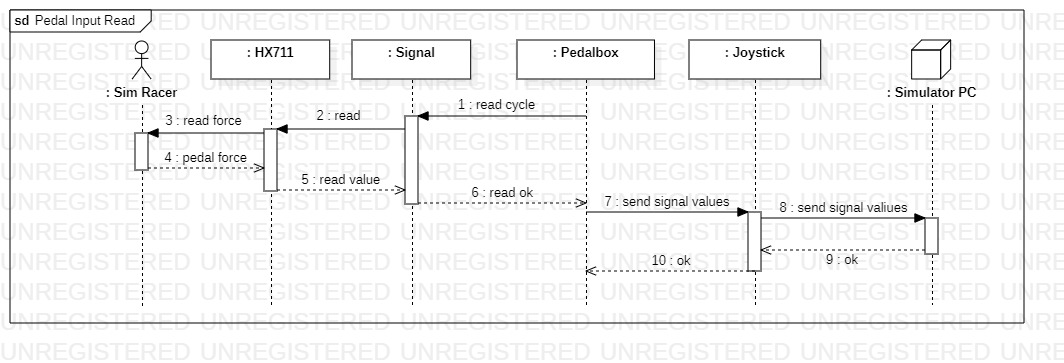 sd Pedal Input Read
: Sim Racer
: HX711
: Signal
: Pedalbox
: Joystick
: Simulator PC
1 : read cycle
2 : read
3 : read force
4 : pedal force
5 : read value
6 : read ok
7 : send signal values
8 : send signal valiues
9 : ok
10 : ok
UNREGISTERED UNREGISTERED UNREGISTERED UNREGISTERED UNREGISTERED UNREGISTERED